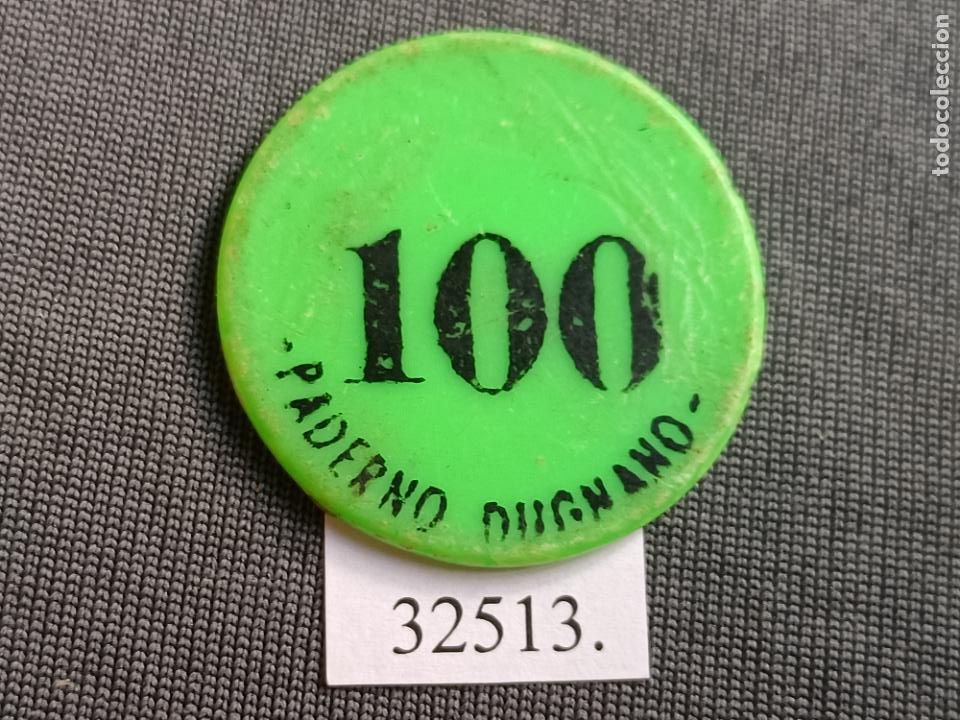 100
-PADERNO DUGNANO-
32513.
todocoleccion